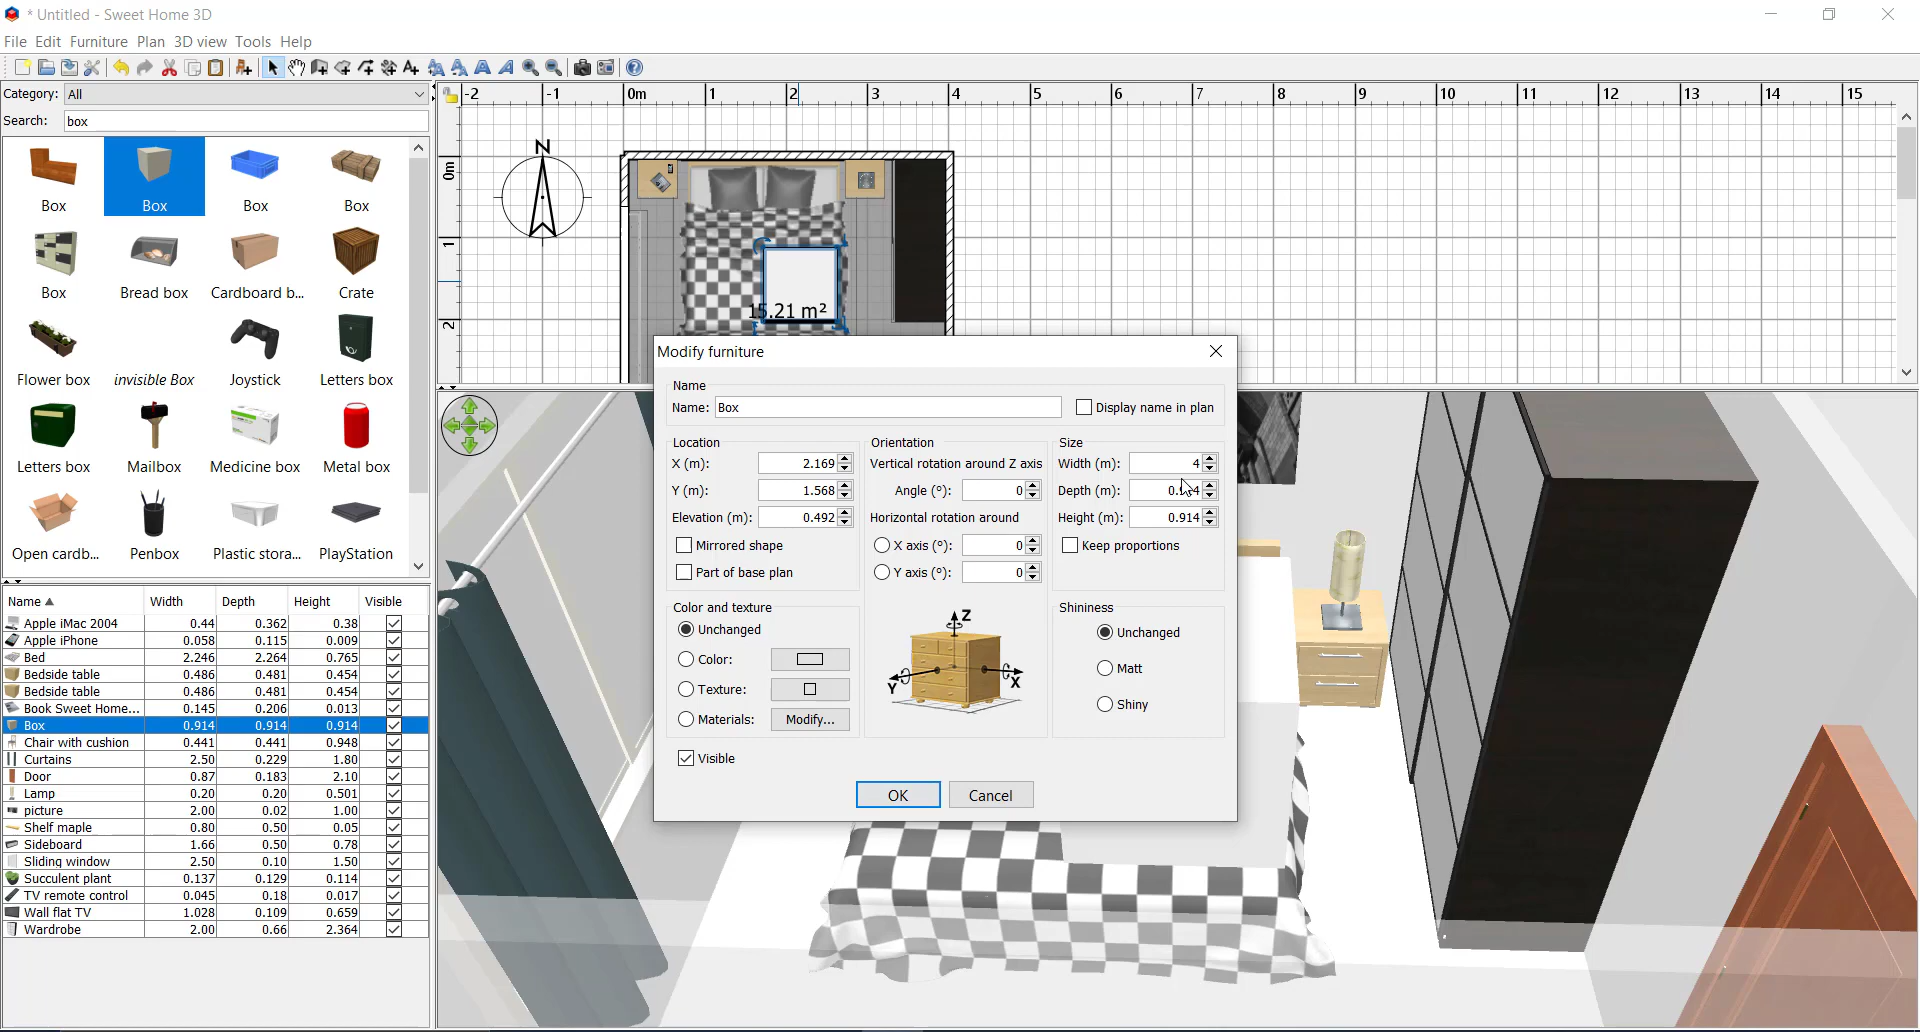 * Untitled - Sweet Home 3D
File Edit Furniture Plan 3D view Tools Help
Category: All
Search: box
Box Box Box Box
Box Bread box Cardboard b... Crate
Flower box invisible Box Joystick Letters box
Letters box Mailbox Medicine box Metal box
Open cardb... Penbox Plastic stora... PlayStation
Name Width Depth Height Visible
Apple iMac 2004 0.44 0.362 0.38
Apple iPhone 0.058 0.115 0.009
Bed 2.246 2.264 0.765
Bedside table 0.486 0.481 0.454
Bedside table 0.486 0.481 0.454
Book Sweet Home... 0.145 0.206 0.013
Box 0.914 0.914 0.914
Chair with cushion 0.441 0.441 0.948
Curtains 2.50 0.229 1.80
Door 0.87 0.183 2.10
Lamp 0.20 0.20 0.501
picture 2.00 0.02 1.00
Shelf maple 0.80 0.50 0.05
Sideboard 1.66 0.50 0.78
Sliding window 2.50 0.10 1.50
Succulent plant 0.137 0.129 0.114
TV remote control 0.045 0.18 0.017
Wall flat TV 1.028 0.109 0.659
Wardrobe 2.00 0.66 2.364
-2 -1 0m 1 2 3 4 5 6 7 8 9 10 11 12 13 14 15
0m
1
2
N
15.21 m²
Modify furniture
Name
Name: Box Display name in plan
Location
X (m): 2.169
Y (m): 1.568
Elevation (m): 0.492
Mirrored shape
Part of base plan
Orientation
Vertical rotation around Z axis
Angle (°): 0
Horizontal rotation around
X axis (°): 0
Y axis (°): 0
Size
Width (m): 4
Depth (m):
Height (m): 0.914
Keep proportions
Color and texture
Unchanged
Color:
Texture:
Materials: Modify...
Z
Y
X
Shininess
Unchanged
Matt
Shiny
Visible
OK Cancel